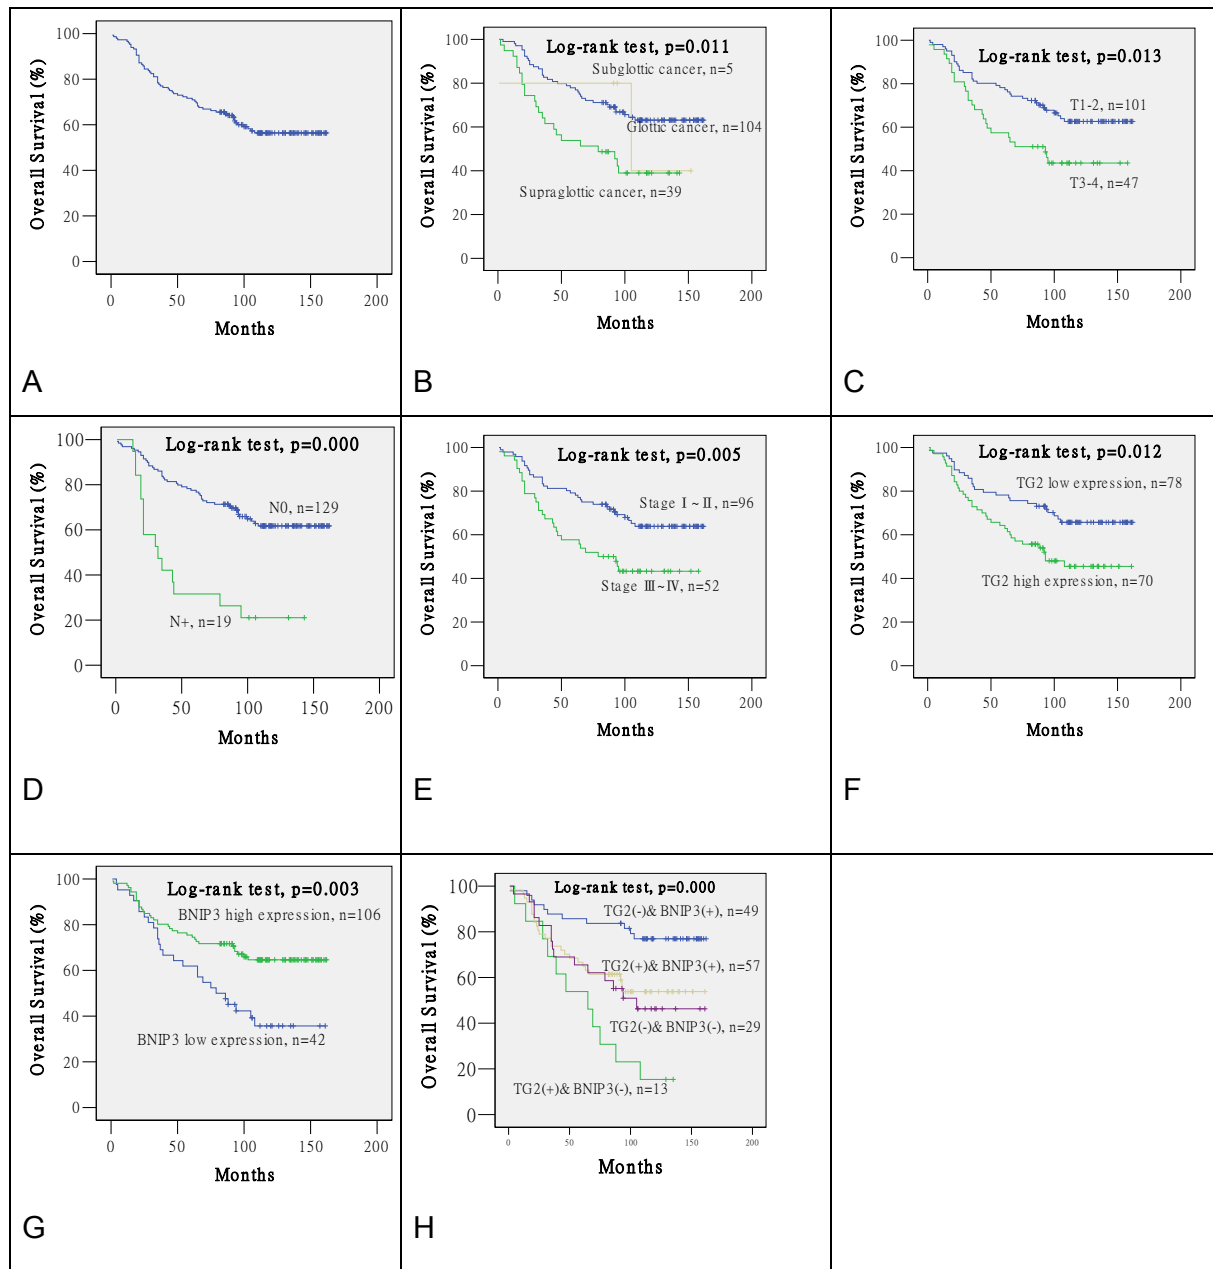 100
80
60
40
20
0
Overall Survival (%)
0 50 100 150 200
Months
A
Log-rank test, p=0.011
Subglottic cancer, n=5
Glottic cancer, n=104
Supraglottic cancer, n=39
100
80
60
40
20
0
Overall Survival (%)
0 50 100 150 200
Months
B
Log-rank test, p=0.013
T1-2, n=101
T3-4, n=47
100
80
60
40
20
0
Overall Survival (%)
0 50 100 150 200
Months
C
Log-rank test, p=0.000
N0, n=129
N+, n=19
100
80
60
40
20
0
Overall Survival (%)
0 50 100 150 200
Months
D
Log-rank test, p=0.005
Stage Ⅰ~Ⅱ, n=96
Stage Ⅲ~Ⅳ, n=52
100
80
60
40
20
0
Overall Survival (%)
0 50 100 150 200
Months
E
Log-rank test, p=0.012
TG2 low expression, n=78
TG2 high expression, n=70
100
80
60
40
20
0
Overall Survival (%)
0 50 100 150 200
Months
F
Log-rank test, p=0.003
BNIP3 high expression, n=106
BNIP3 low expression, n=42
100
80
60
40
20
0
Overall Survival (%)
0 50 100 150 200
Months
G
Log-rank test, p=0.000
TG2(-)& BNIP3(+), n=49
TG2(+)& BNIP3(+), n=57
TG2(-)& BNIP3(-), n=29
TG2(+)& BNIP3(-), n=13
100
80
60
40
20
0
Overall Survival (%)
0 50 100 150 200
Months
H